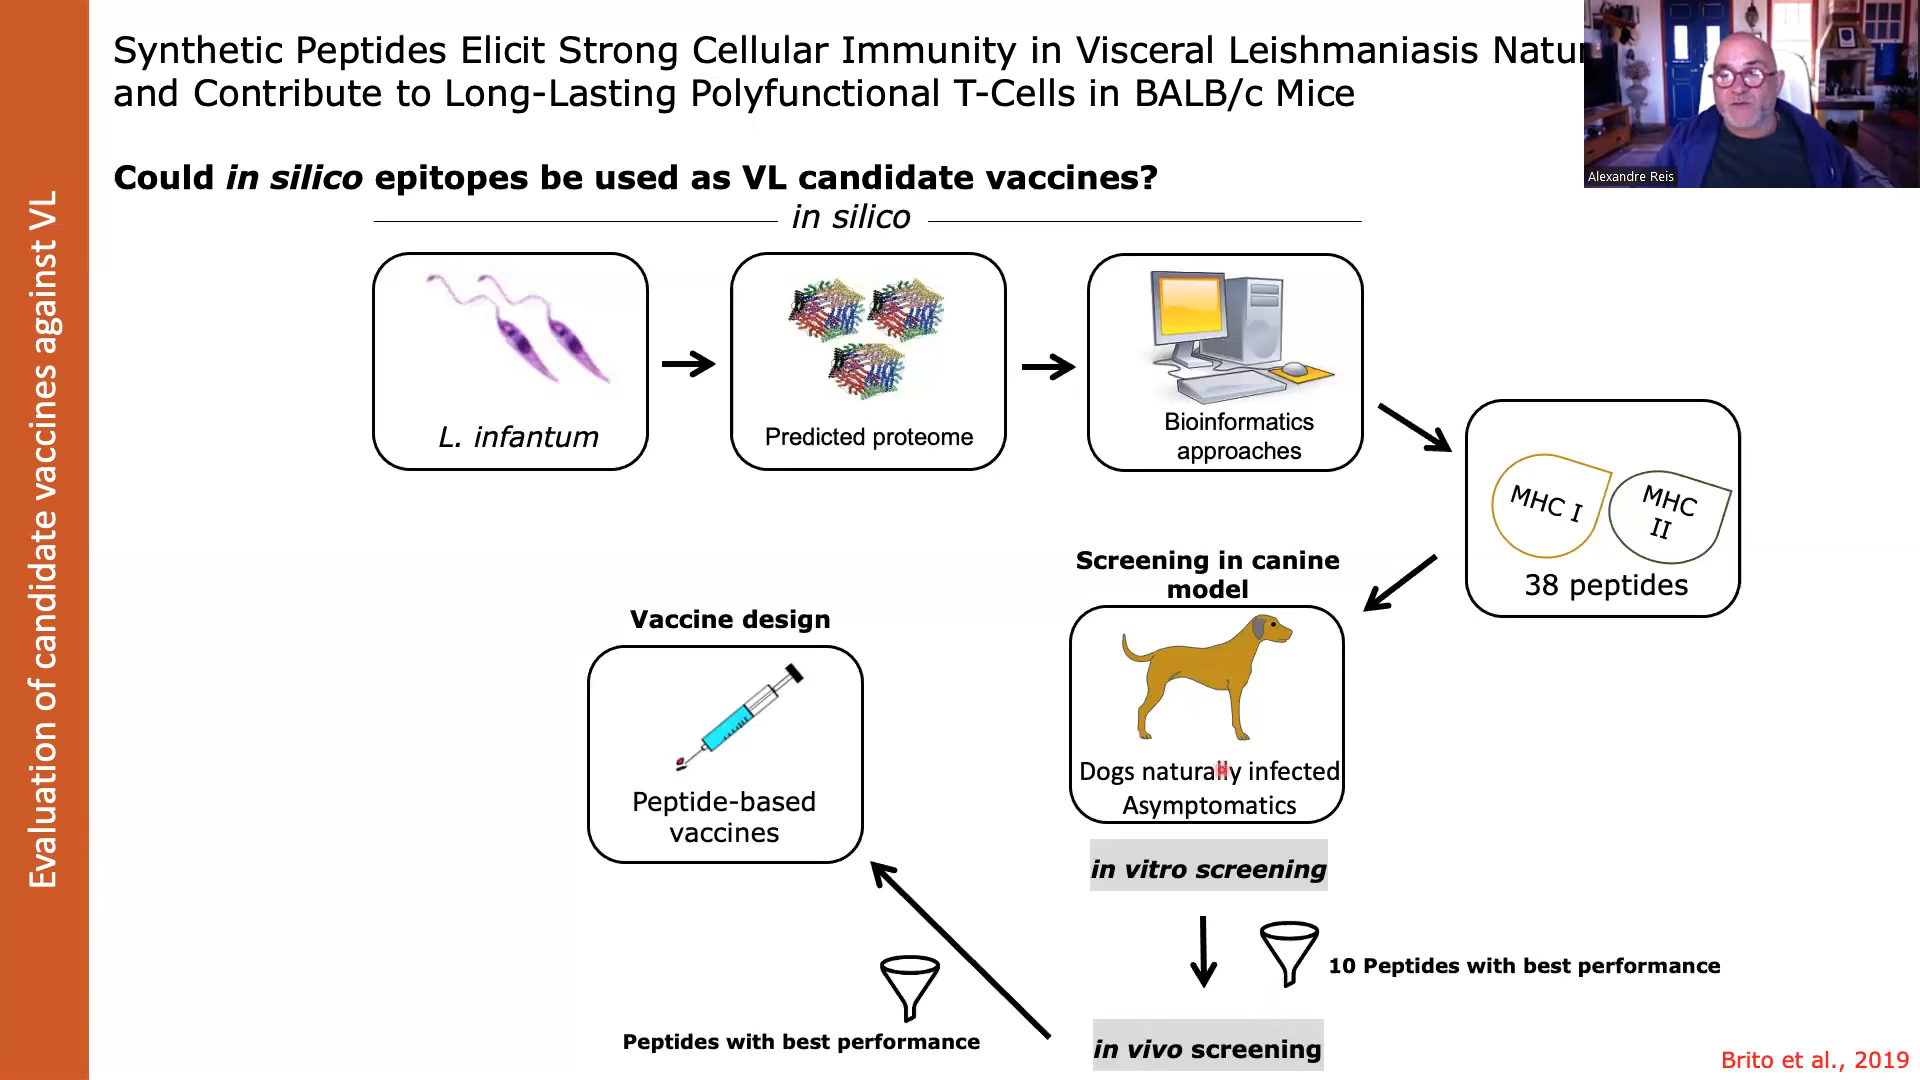 Synthetic Peptides Elicit Strong Cellular Immunity in Visceral Leishmaniasis
and Contribute to Long-Lasting Polyfunctional T-Cells in BALB/c Mice
Alexandre Reis
Could in silico epitopes be used as VL candidate vaccines?
in silico
Evaluation of candidate vaccines against VL
L. infantum
Predicted proteome
Bioinformatics
approaches
MHC I
MHC
II
38 peptides
Screening in canine
model
Dogs naturally infected
Asymptomatics
Vaccine design
Peptide-based
vaccines
in vitro screening
10 Peptides with best performance
Peptides with best performance
in vivo screening
Brito et al., 2019